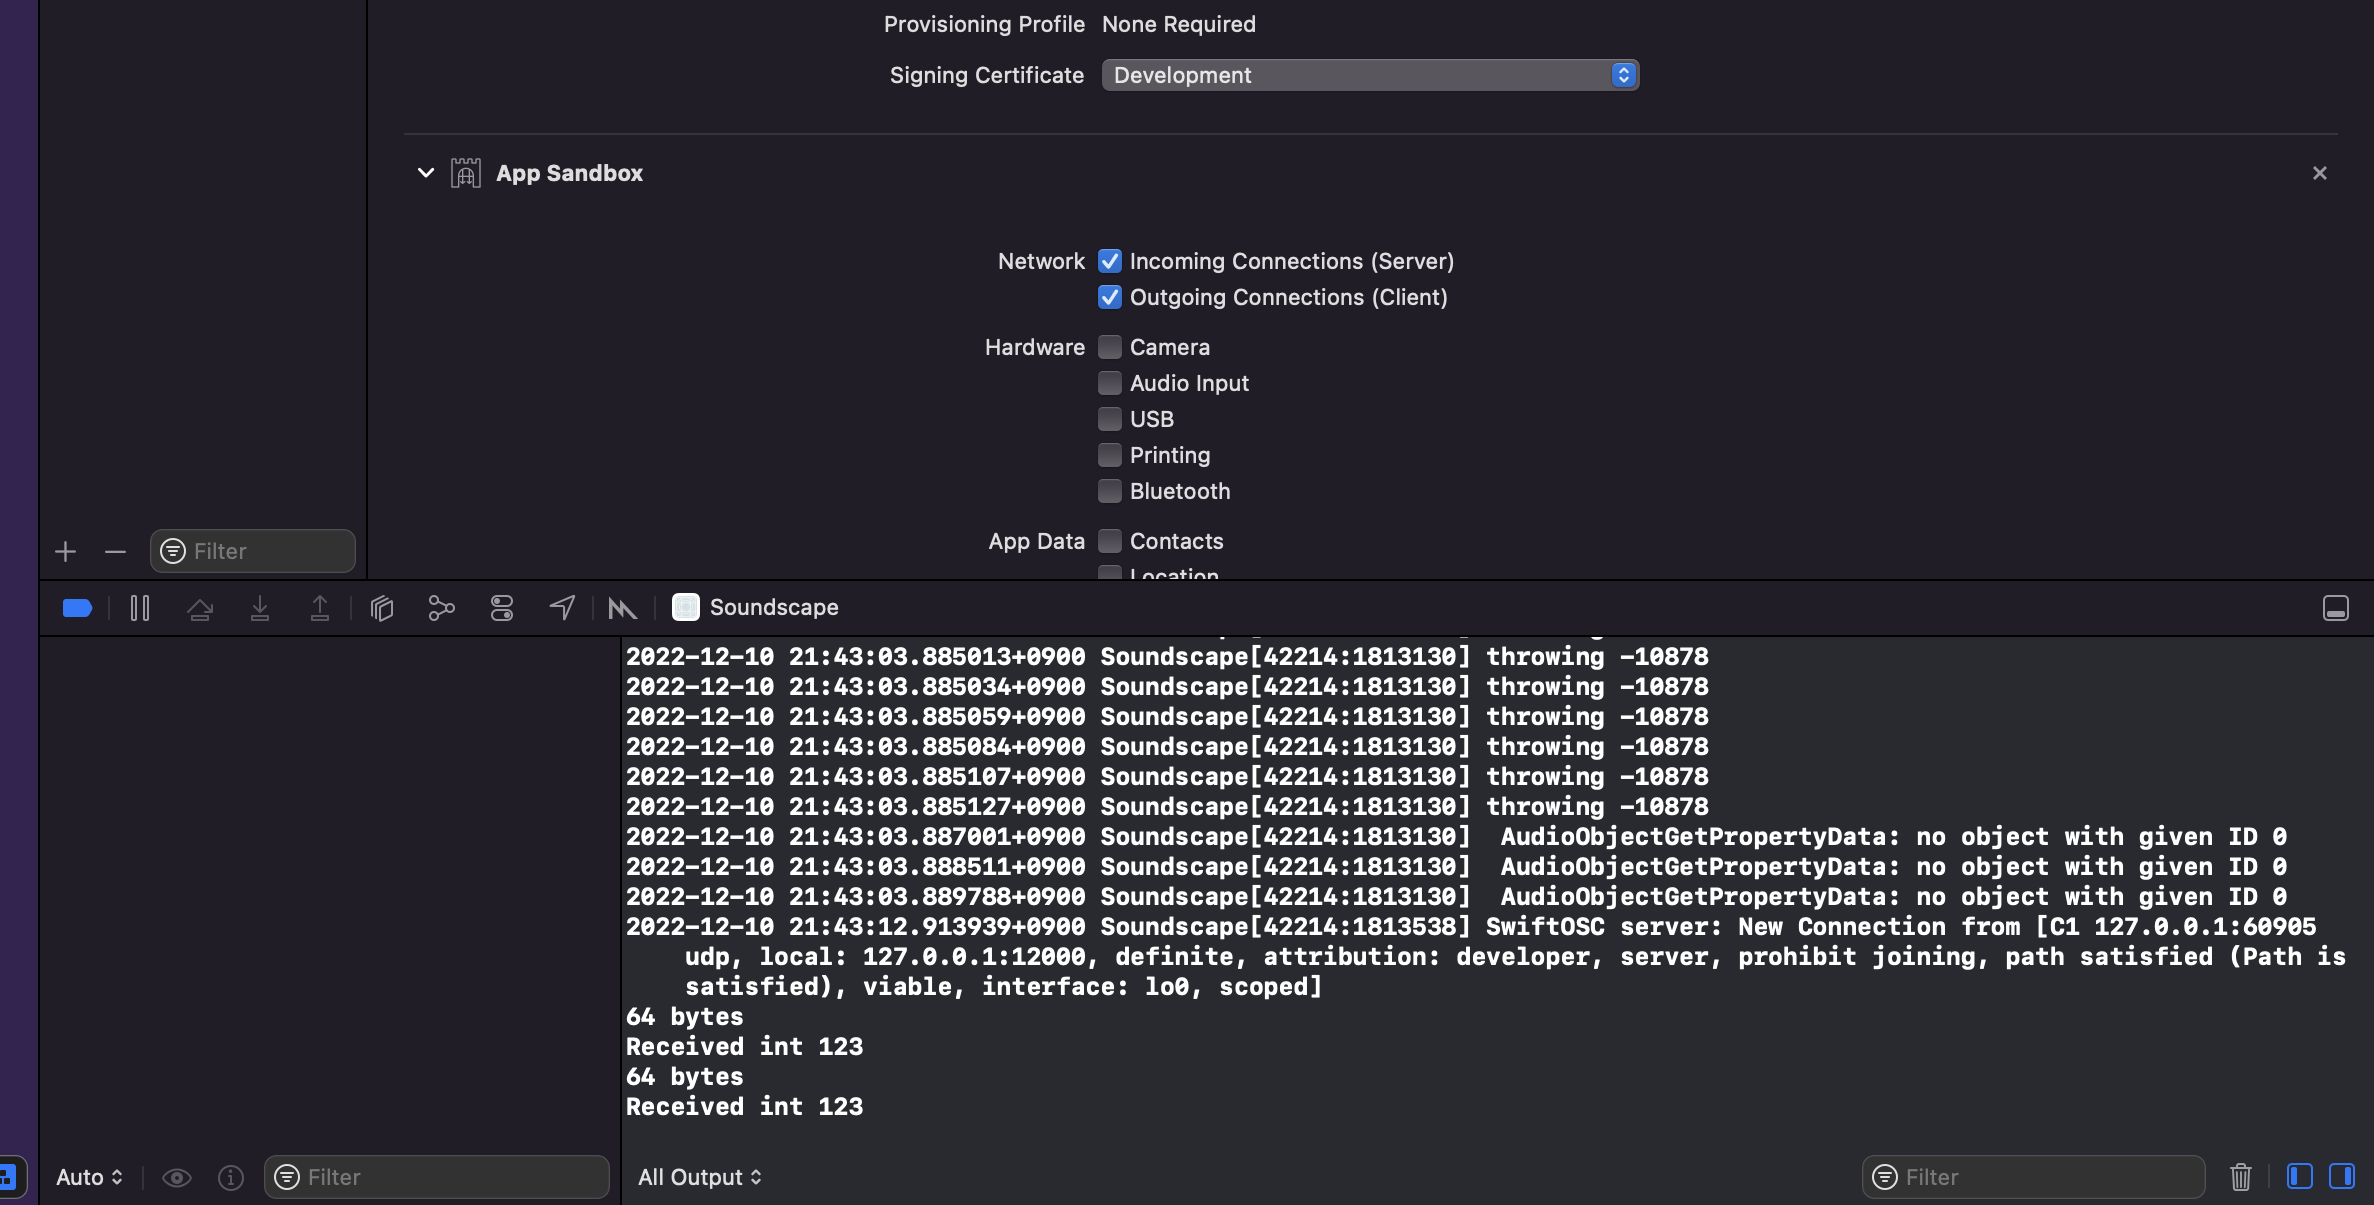 Provisioning Profile None Required
Signing Certificate Development
App Sandbox
Network Incoming Connections (Server)
Outgoing Connections (Client)
Hardware Camera
Audio Input
USB
Printing
Bluetooth
App Data Contacts
Location
Filter
Soundscape
2022-12-10 21:43:03.885013+0900 Soundscape[42214:1813130] throwing -10878
2022-12-10 21:43:03.885034+0900 Soundscape[42214:1813130] throwing -10878
2022-12-10 21:43:03.885059+0900 Soundscape[42214:1813130] throwing -10878
2022-12-10 21:43:03.885084+0900 Soundscape[42214:1813130] throwing -10878
2022-12-10 21:43:03.885107+0900 Soundscape[42214:1813130] throwing -10878
2022-12-10 21:43:03.885127+0900 Soundscape[42214:1813130] throwing -10878
2022-12-10 21:43:03.887001+0900 Soundscape[42214:1813130]  AudioObjectGetPropertyData: no object with given ID 0
2022-12-10 21:43:03.888511+0900 Soundscape[42214:1813130]  AudioObjectGetPropertyData: no object with given ID 0
2022-12-10 21:43:03.889788+0900 Soundscape[42214:1813130]  AudioObjectGetPropertyData: no object with given ID 0
2022-12-10 21:43:12.913939+0900 Soundscape[42214:1813538] SwiftOSC server: New Connection from [C1 127.0.0.1:60905
udp, local: 127.0.0.1:12000, definite, attribution: developer, server, prohibit joining, path satisfied (Path is
satisfied), viable, interface: lo0, scoped]
64 bytes
Received int 123
64 bytes
Received int 123
Auto Filter All Output Filter